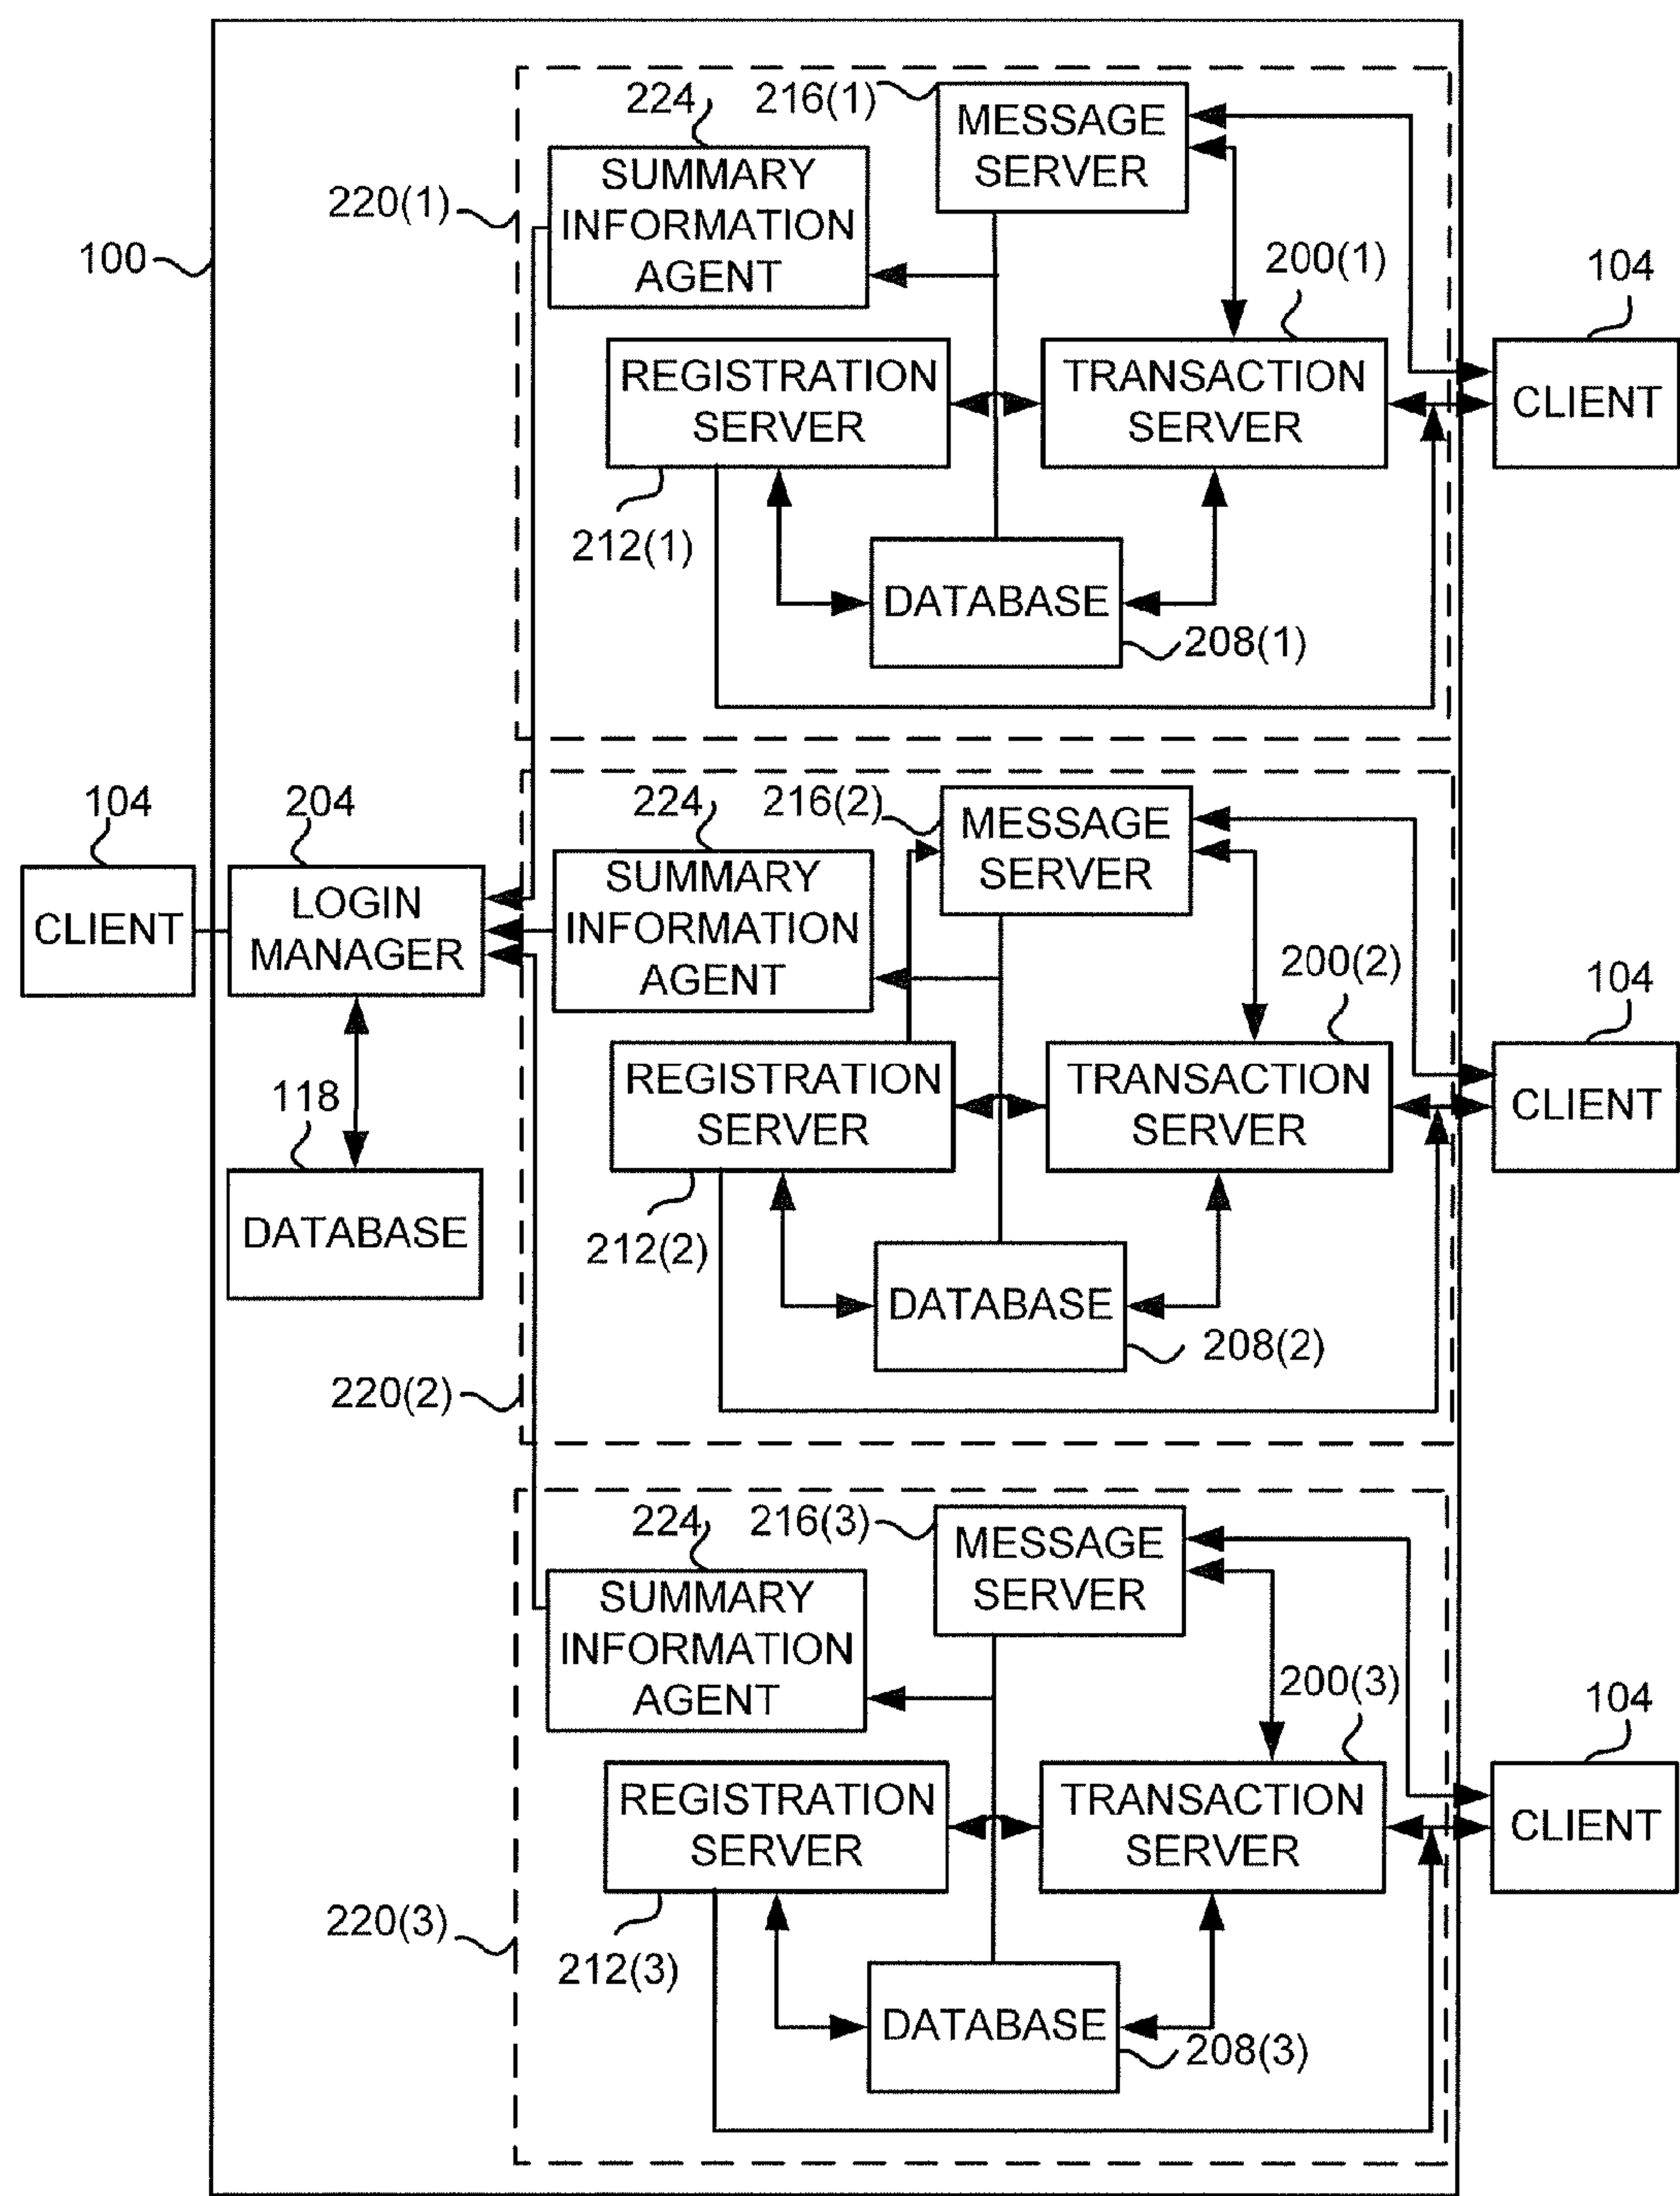 224
216(1)
MESSAGE
SERVER
SUMMARY
INFORMATION
AGENT
220(1)
100
200(1)
104
REGISTRATION
SERVER
TRANSACTION
SERVER
CLIENT
212(1)
DATABASE
208(1)
104
204
224
216(2)
MESSAGE
SERVER
CLIENT
LOGIN
MANAGER
SUMMARY
INFORMATION
AGENT
200(2)
104
118
REGISTRATION
SERVER
TRANSACTION
SERVER
CLIENT
DATABASE
212(2)
DATABASE
208(2)
220(2)
224
216(3)
MESSAGE
SERVER
SUMMARY
INFORMATION
AGENT
200(3)
104
REGISTRATION
SERVER
TRANSACTION
SERVER
CLIENT
220(3)
212(3)
DATABASE
208(3)